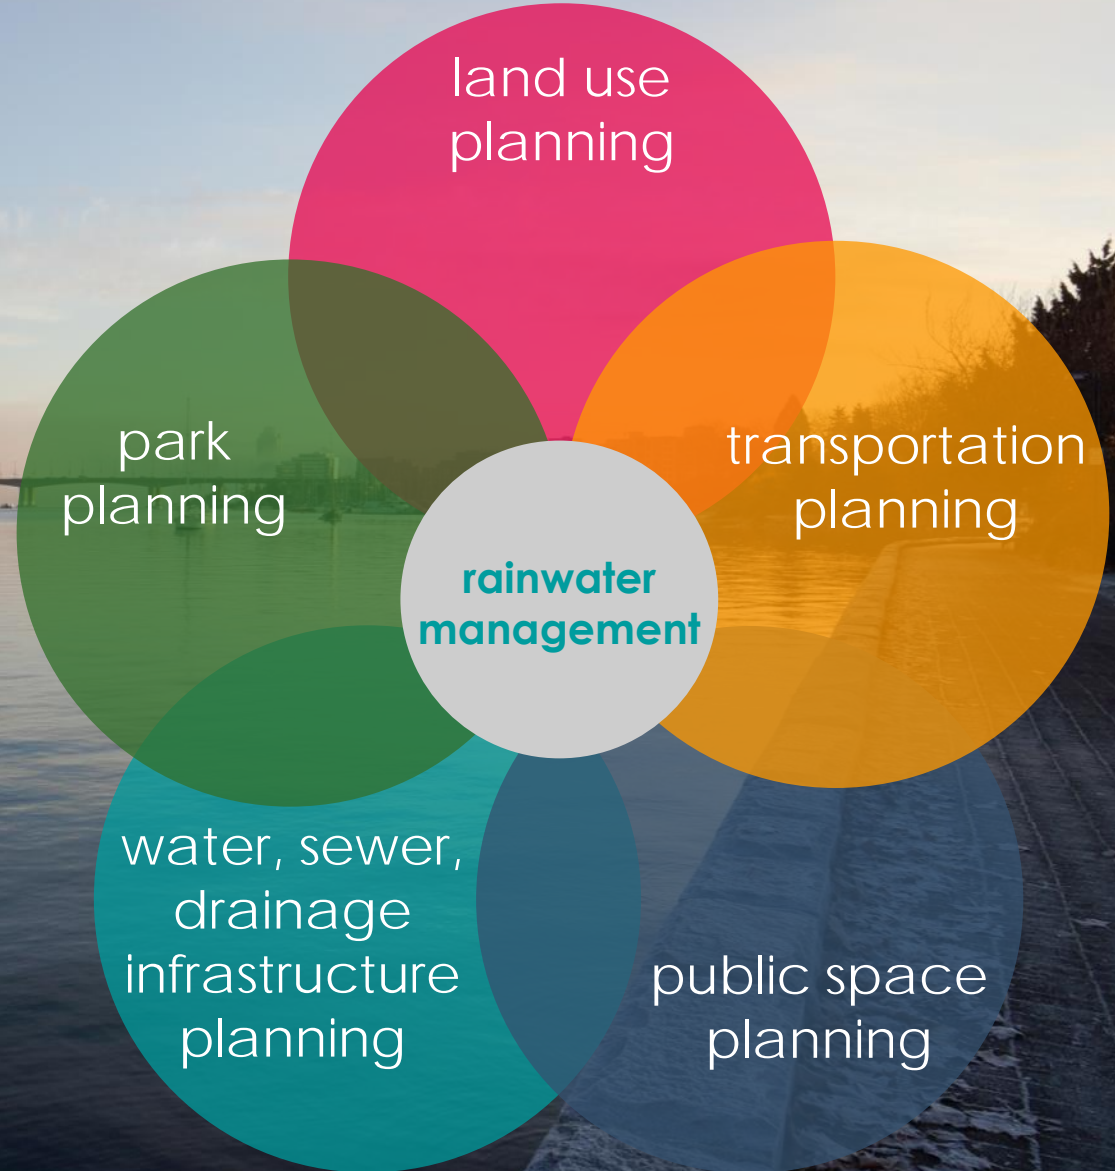 land use
planning
park
planning
transportation
planning
rainwater
management
water, sewer,
drainage
infrastructure
planning
public space
planning